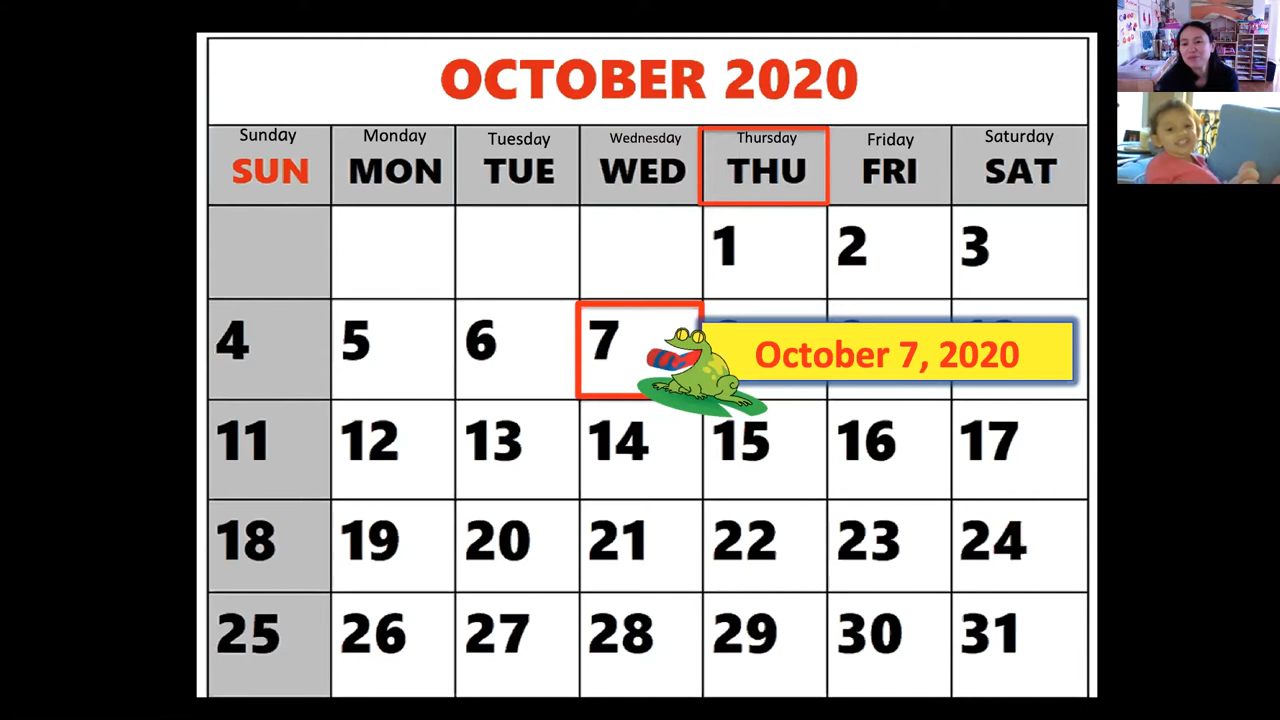 OCTOBER 2020
Sunday Monday Tuesday Wednesday Thursday Friday Saturday
SUN MON TUE WED THU FRI SAT
1 2 3
4 5 6 7
October 7, 2020
11 12 13 14 15 16 17
18 19 20 21 22 23 24
25 26 27 28 29 30 31